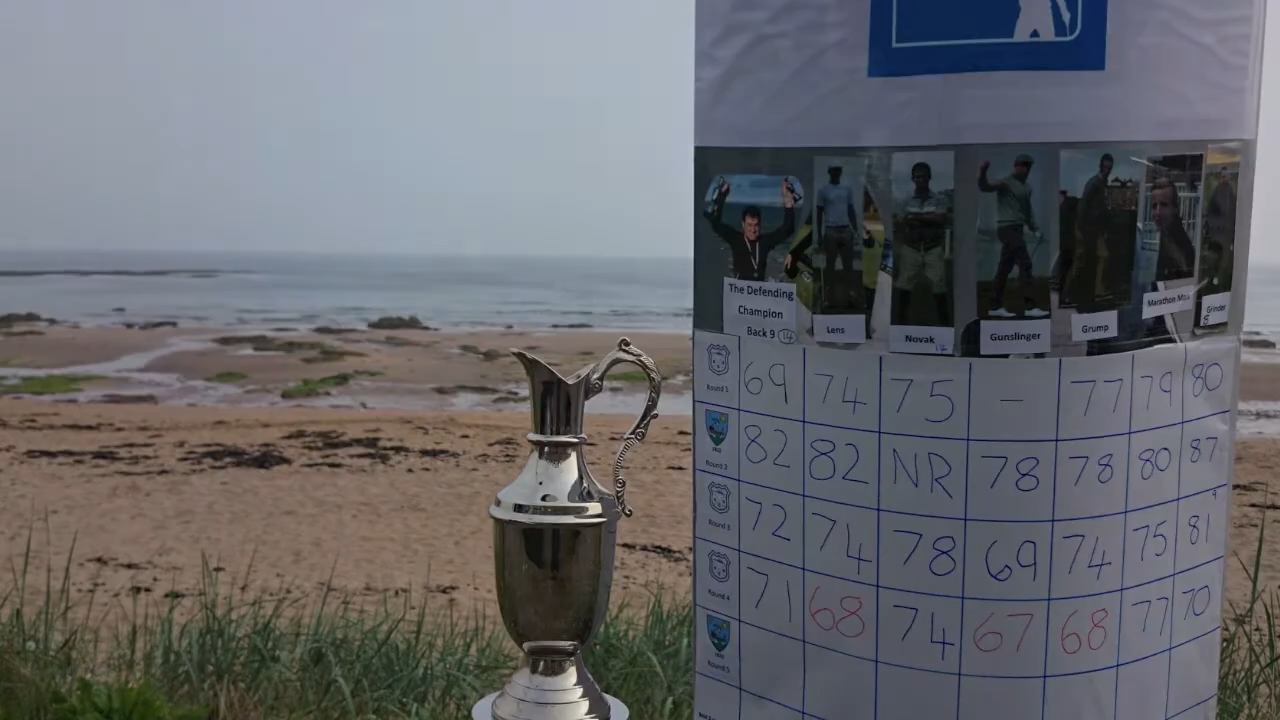 The Defending
Champion
Back 9 14
Lens
Novak
Gunslinger
Grump
Marathon
Grinder
Round 1 69 74 75 - 77 79 80
Round 2 82 82 NR 78 78 80 87
Round 3 72 74 78 69 74 75 81
Round 4 71 68 74 67 68 77 70
Round 5